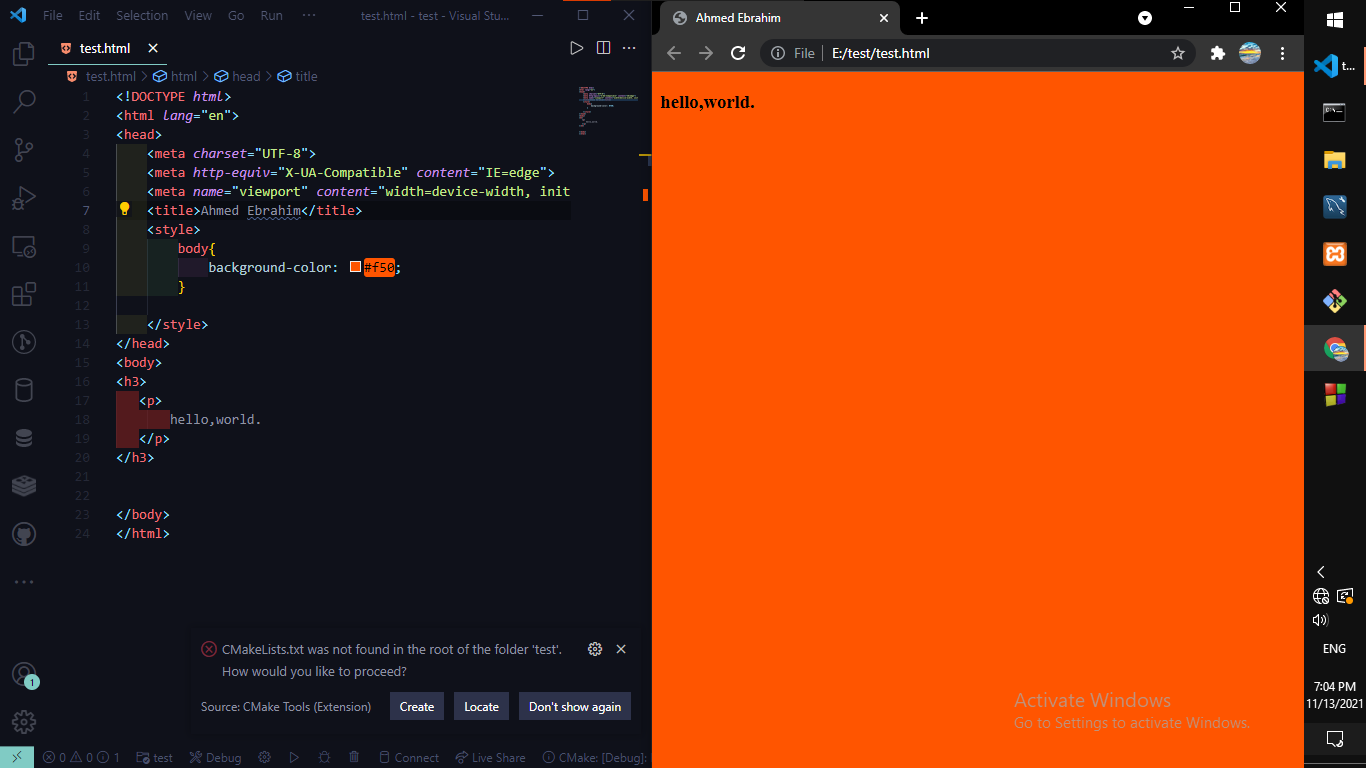 File Edit Selection View Go Run ··· test.html - test - Visual Stu...
test.html
test.html > html > head > title
1 <!DOCTYPE html>
2 <html lang="en">
3 <head>
4 <meta charset="UTF-8">
5 <meta http-equiv="X-UA-Compatible" content="IE=edge">
6 <meta name="viewport" content="width=device-width, init
7 <title>Ahmed Ebrahim</title>
8 <style>
9 body{
10 background-color: #f50;
11 }
12
13 </style>
14 </head>
15 <body>
16 <h3>
17 <p>
18 hello,world.
19 </p>
20 </h3>
21
22
23 </body>
24 </html>
CMakeLists.txt was not found in the root of the folder 'test'.
How would you like to proceed?
Source: CMake Tools (Extension) Create Locate Don't show again
1
0 0 1 test Debug Connect Live Share CMake: [Debug]:
Ahmed Ebrahim
File E:/test/test.html
hello,world.
Activate Windows
Go to Settings to activate Windows.
t...
ENG
7:04 PM
11/13/2021